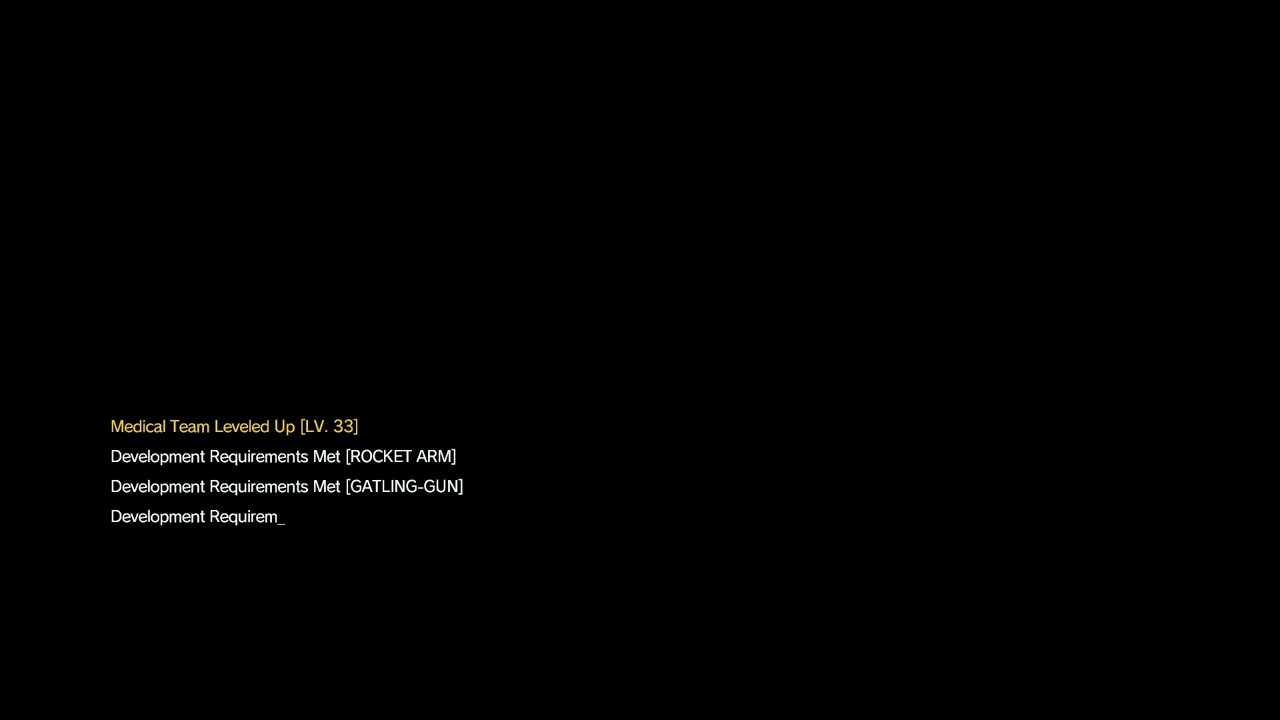 Medical Team Leveled Up [LV. 33]
Development Requirements Met [ROCKET ARM]
Development Requirements Met [GATLING-GUN]
Development Requirem_